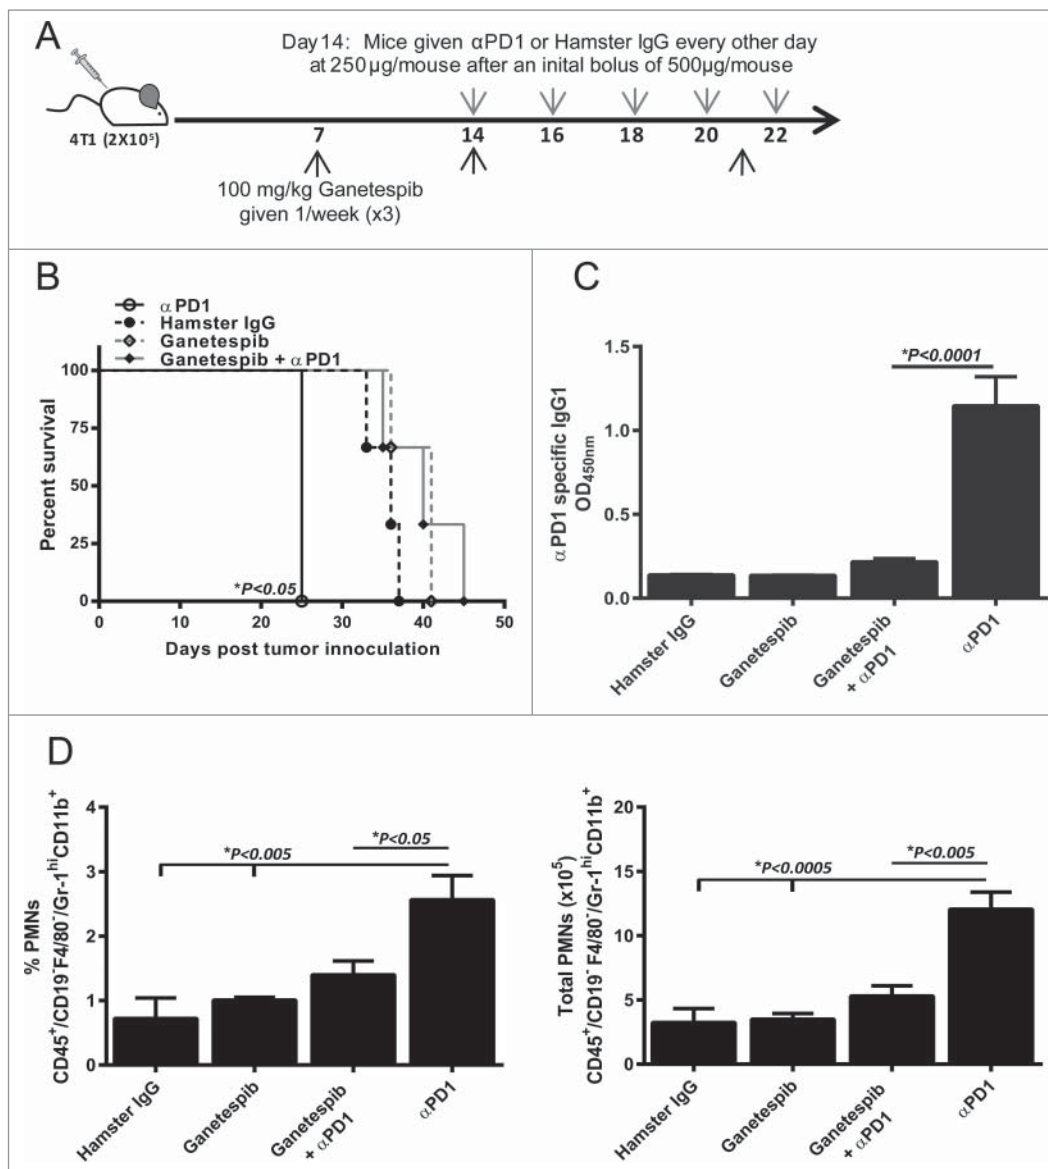 A
Day 14: Mice given αPD1 or Hamster IgG every other day
at 250µg/mouse after an inital bolus of 500µg/mouse
4T1 (2X10⁵)
7 14 16 18 20 22
100 mg/kg Ganetespib
given 1/week (x3)
B
αPD1
Hamster IgG
Ganetespib
Ganetespib + αPD1
Percent survival
100
75
50
25
0
*P<0.05
0 10 20 30 40 50
Days post tumor innoculation
C
αPD1 specific IgG1
OD450nm
1.5
1.0
0.5
0.0
*P<0.0001
Hamster IgG
Ganetespib
Ganetespib
+ αPD1
αPD1
D
% PMNs
CD45⁺/CD19⁻F4/80⁻/Gr-1ʰⁱCD11b⁺
4
3
2
1
0
*P<0.005
*P<0.05
Hamster IgG
Ganetespib
Ganetespib
+ αPD1
αPD1
Total PMNs (x10⁵)
CD45⁺/CD19⁻F4/80⁻/Gr-1ʰⁱCD11b⁺
20
15
10
5
0
*P<0.0005
*P<0.005
Hamster IgG
Ganetespib
Ganetespib
+ αPD1
αPD1